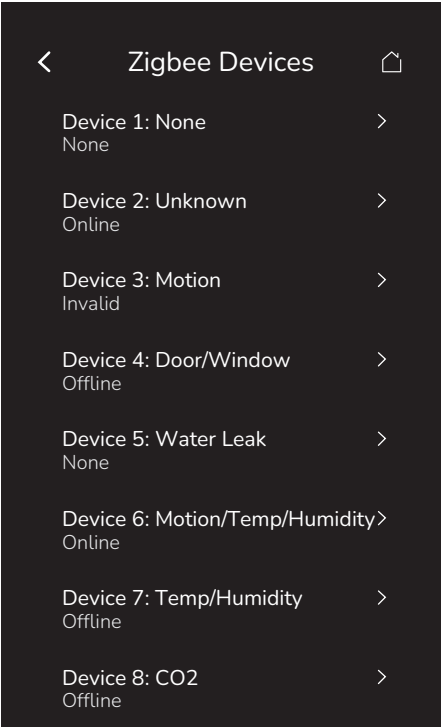 Zigbee Devices
Device 1: None
None
Device 2: Unknown
Online
Device 3: Motion
Invalid
Device 4: Door/Window
Offline
Device 5: Water Leak
None
Device 6: Motion/Temp/Humidity
Online
Device 7: Temp/Humidity
Offline
Device 8: CO2
Offline